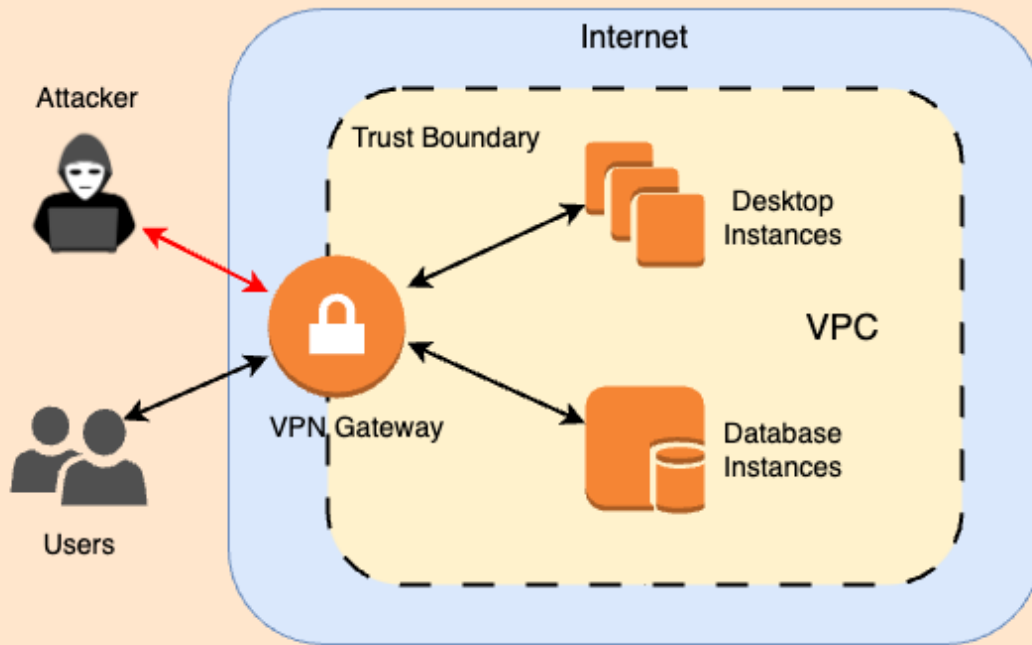 Internet
Attacker
Trust Boundary
Desktop
Instances
VPC
VPN Gateway
Database
Instances
Users